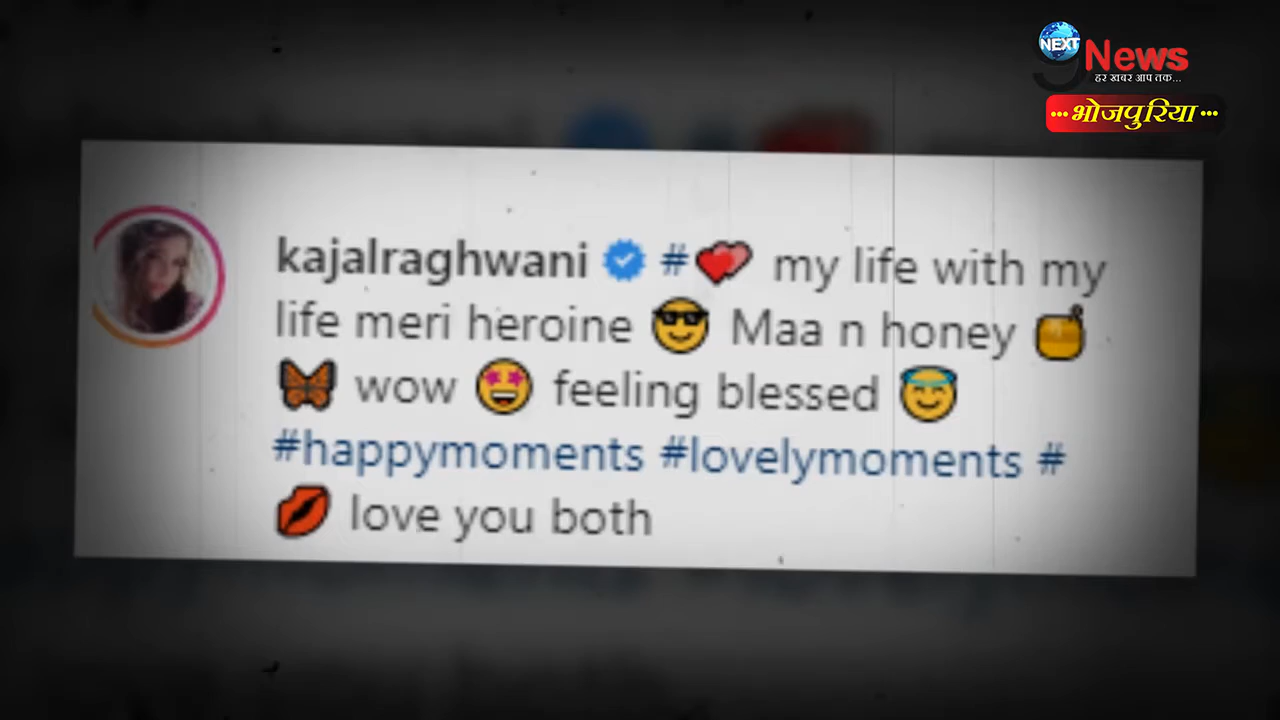 NEXT
9 News
हर खबर आप तक...
...भोजपुरिया...
kajalraghwani #💕 my life with my
life meri heroine 😎 Maa n honey 🍯
🦋 wow 🤩 feeling blessed 😇
#happymoments #lovelymoments #
💋 love you both